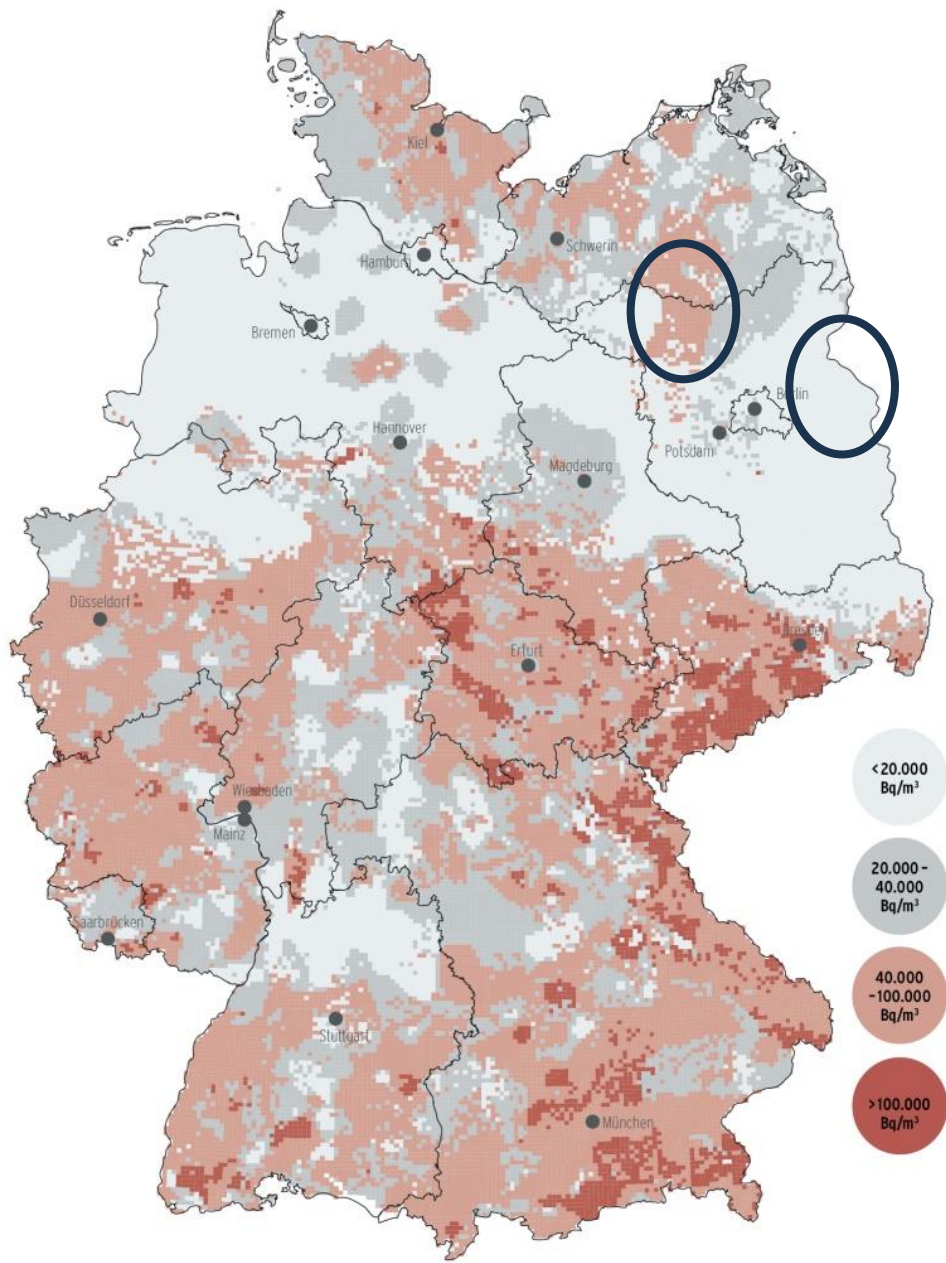 Kiel
Schwerin
Hamburg
Bremen
Berlin
Hannover
Potsdam
Magdeburg
Düsseldorf
Dresden
Erfurt
<20.000
Bq/m³
Wiesbaden
Mainz
20.000 -
40.000
Bq/m³
Saarbrücken
40.000
-100.000
Bq/m³
Stuttgart
>100.000
Bq/m³
München